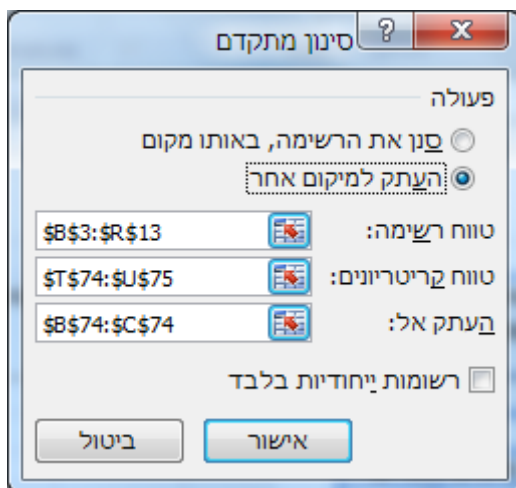 סינון מתקדם
פעולה
סנן את הרשימה, באותו מקום
העתק למיקום אחר
טווח רשימה: $B$3:$R$13
טווח קריטריונים: $T$74:$U$75
העתק אל: $B$74:$C$74
רשומות ייחודיות בלבד
אישור ביטול